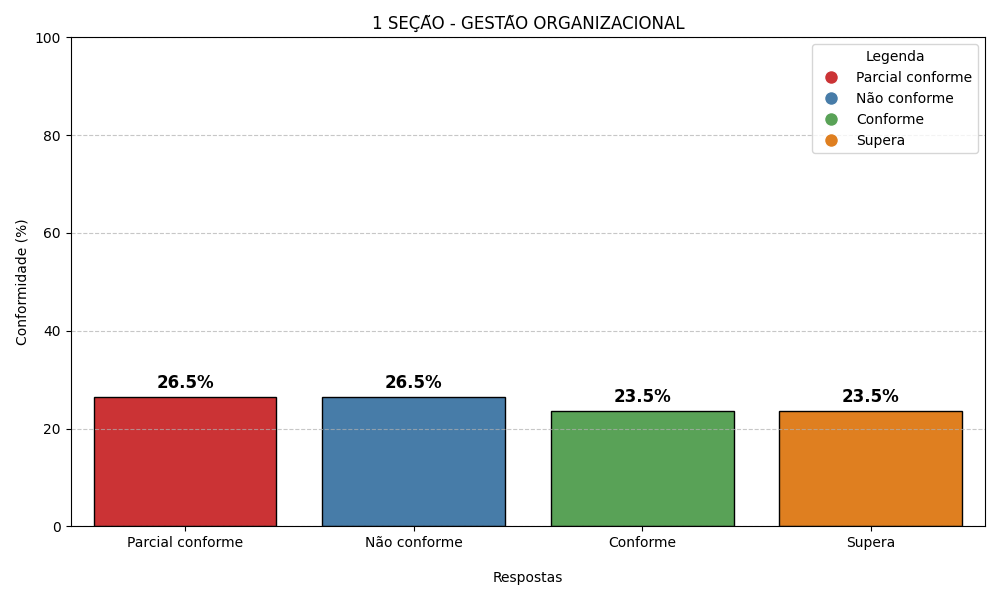 1 SEÇÃO - GESTÃO ORGANIZACIONAL
Legenda
Parcial conforme
Não conforme
Conforme
Supera
Conformidade (%)
100
80
60
40
20
0
26.5%
26.5%
23.5%
23.5%
Parcial conforme
Não conforme
Conforme
Supera
Respostas